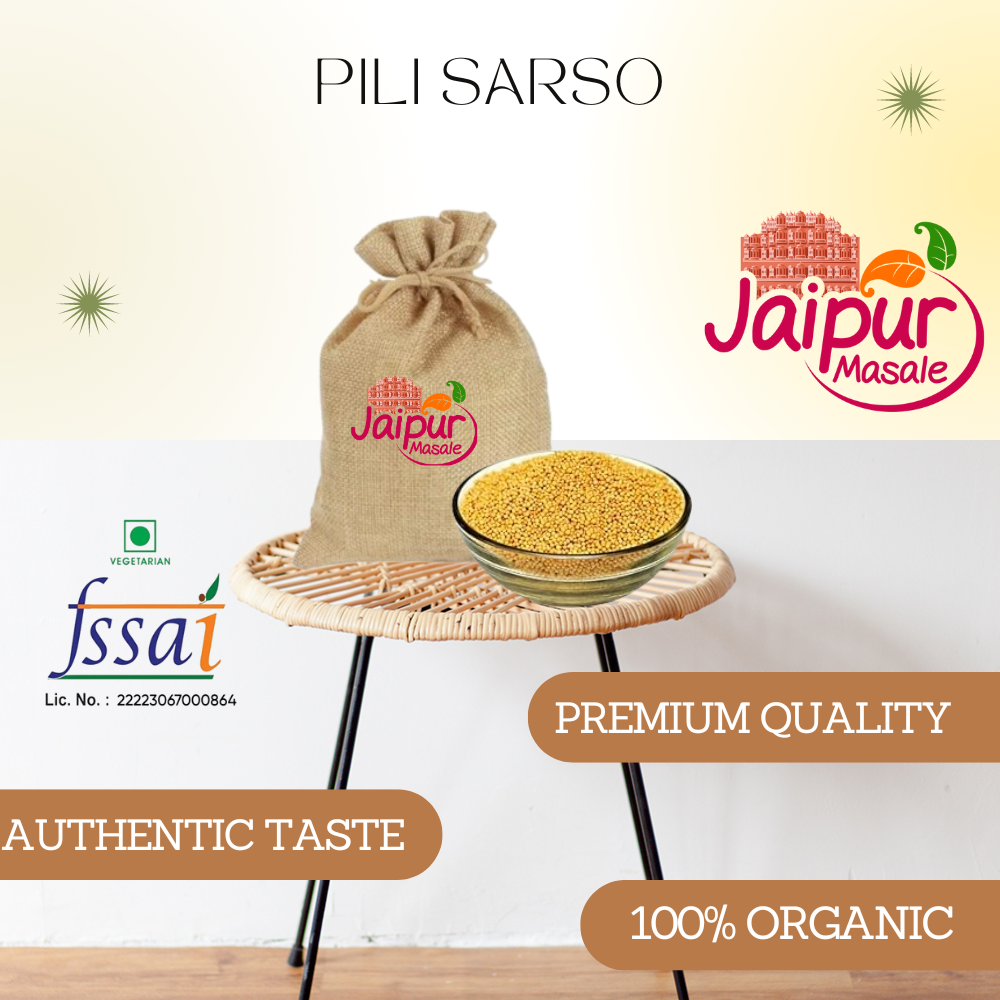 PILI SARSO
Jaipur
Masale
Jaipur
Masale
VEGETARIAN
fssai
Lic. No. : 22223067000864
PREMIUM QUALITY
AUTHENTIC TASTE
100% ORGANIC